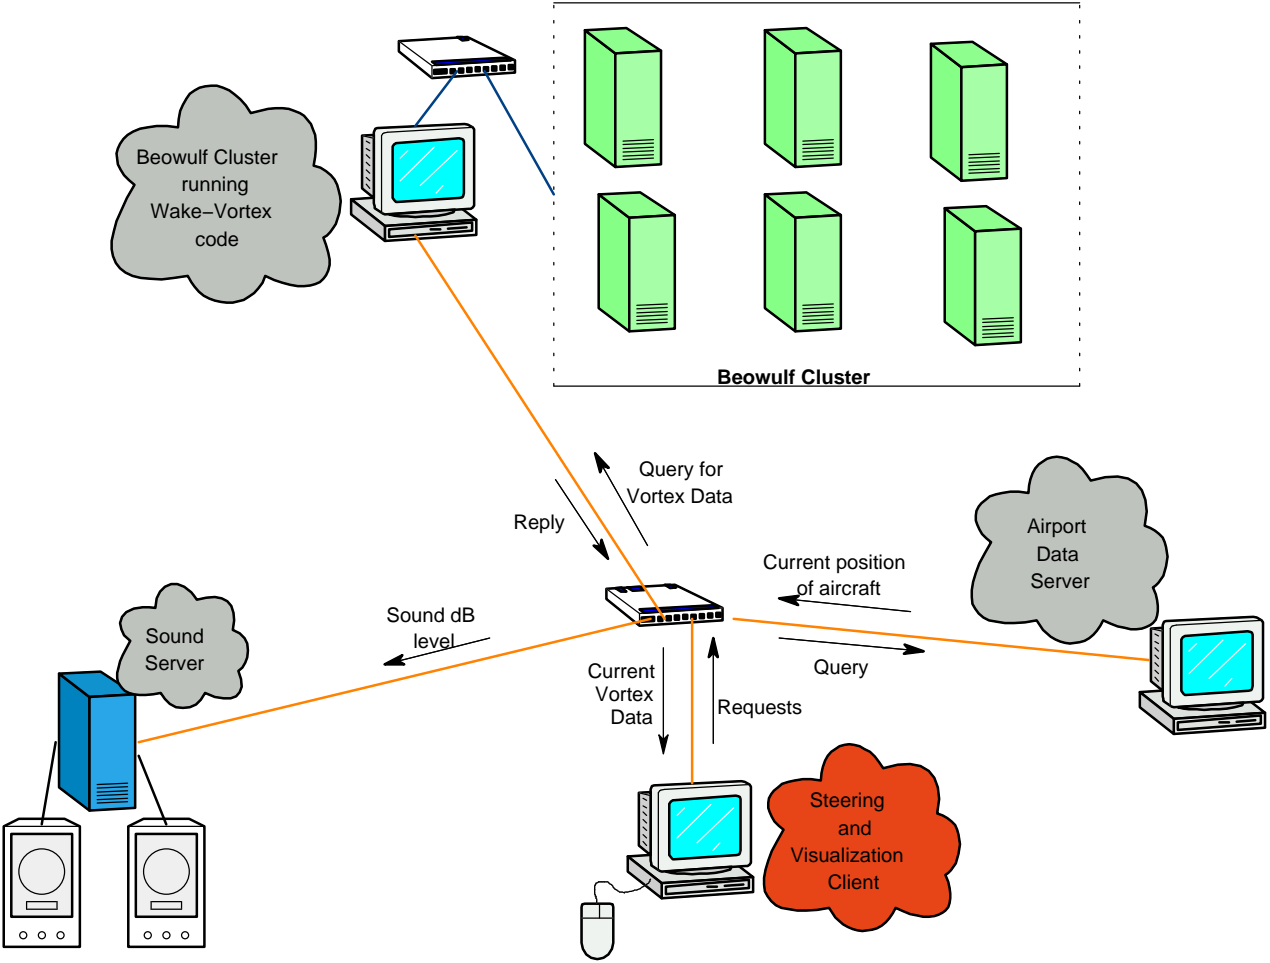 Beowulf Cluster
running
Wake−Vortex
code
Beowulf Cluster
Query for
Vortex Data
Reply
Airport
Data
Server
Current position
of aircraft
Sound dB
level
Sound
Server
Query
Current
Vortex
Data
Requests
Steering
and
Visualization
Client